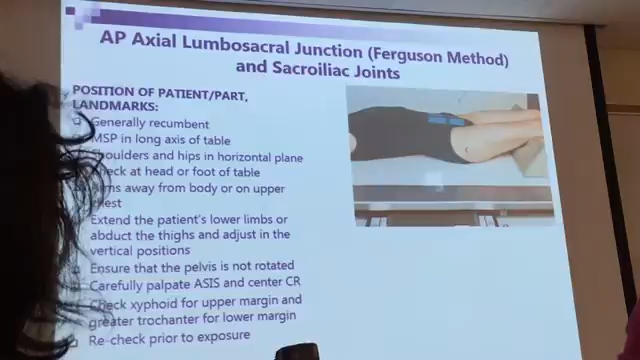 AP Axial Lumbosacral Junction (Ferguson Method)
and Sacroiliac Joints
POSITION OF PATIENT/PART,
LANDMARKS:
Generally recumbent
MSP in long axis of table
Shoulders and hips in horizontal plane
Check at head or foot of table
Arms away from body or on upper
chest
Extend the patient's lower limbs or
abduct the thighs and adjust in the
vertical positions
Ensure that the pelvis is not rotated
Carefully palpate ASIS and center CR
Check xyphoid for upper margin and
greater trochanter for lower margin
Re-check prior to exposure